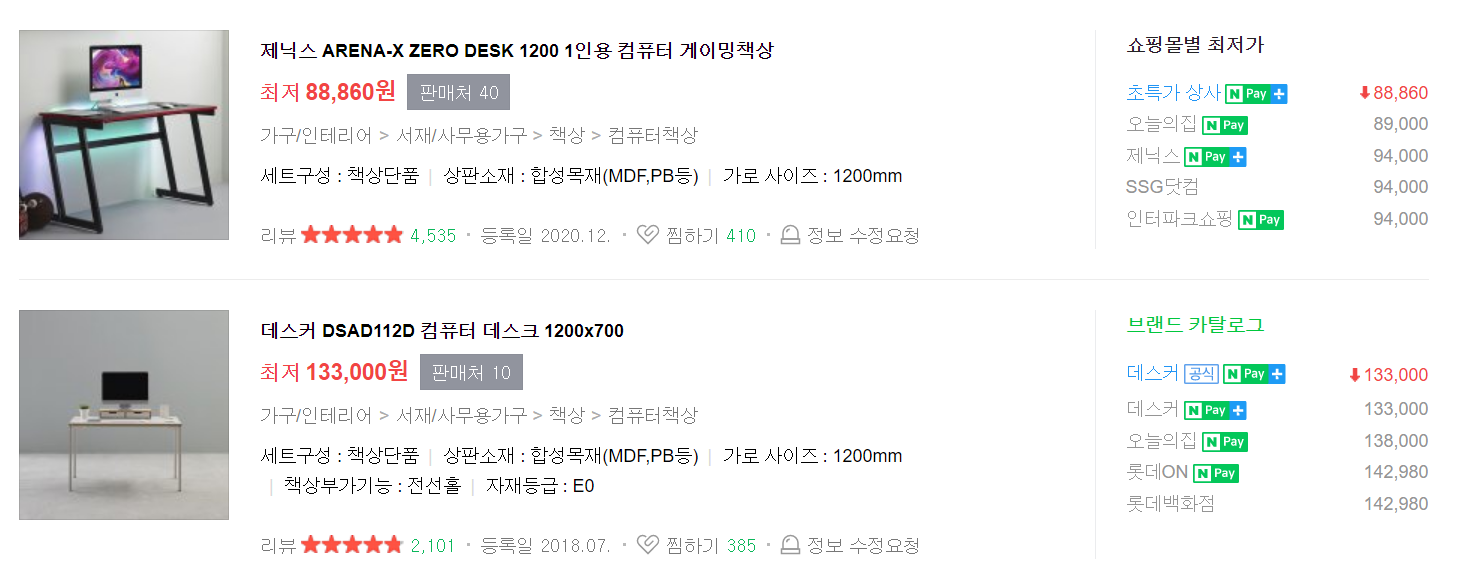 제닉스 ARENA-X ZERO DESK 1200 1인용 컴퓨터 게이밍책상
최저 88,860원 판매처 40
가구/인테리어 > 서재/사무용가구 > 책상 > 컴퓨터책상
세트구성 : 책상단품 | 상판소재 : 합성목재(MDF,PB등) | 가로 사이즈 : 1200mm
리뷰 ★★★★★ 4,535 · 등록일 2020.12. · 찜하기 410 · 정보 수정요청
쇼핑몰별 최저가
초특가 상사 N Pay + 88,860
오늘의집 N Pay 89,000
제닉스 N Pay + 94,000
SSG닷컴 94,000
인터파크쇼핑 N Pay 94,000
데스커 DSAD112D 컴퓨터 데스크 1200x700
최저 133,000원 판매처 10
가구/인테리어 > 서재/사무용가구 > 책상 > 컴퓨터책상
세트구성 : 책상단품 | 상판소재 : 합성목재(MDF,PB등) | 가로 사이즈 : 1200mm
| 책상부가기능 : 전선홀 | 자재등급 : E0
리뷰 ★★★★★ 2,101 · 등록일 2018.07. · 찜하기 385 · 정보 수정요청
브랜드 카탈로그
데스커 공식 N Pay + 133,000
데스커 N Pay + 133,000
오늘의집 N Pay 138,000
롯데ON N Pay 142,980
롯데백화점 142,980